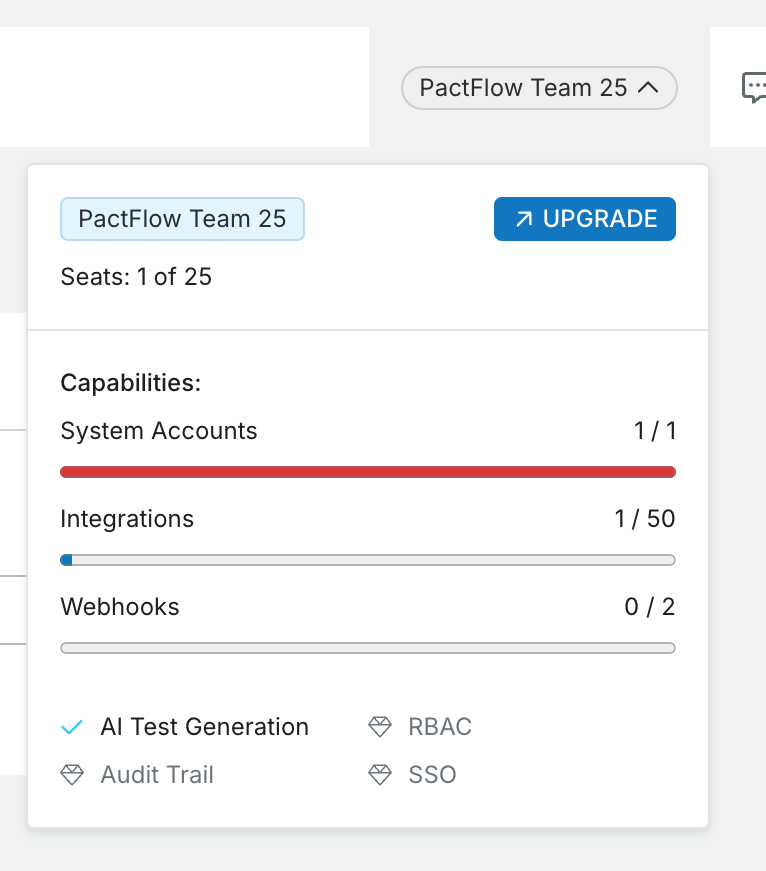 PactFlow Team 25
PactFlow Team 25 UPGRADE
Seats: 1 of 25
Capabilities:
System Accounts 1 / 1
Integrations 1 / 50
Webhooks 0 / 2
AI Test Generation RBAC
Audit Trail SSO